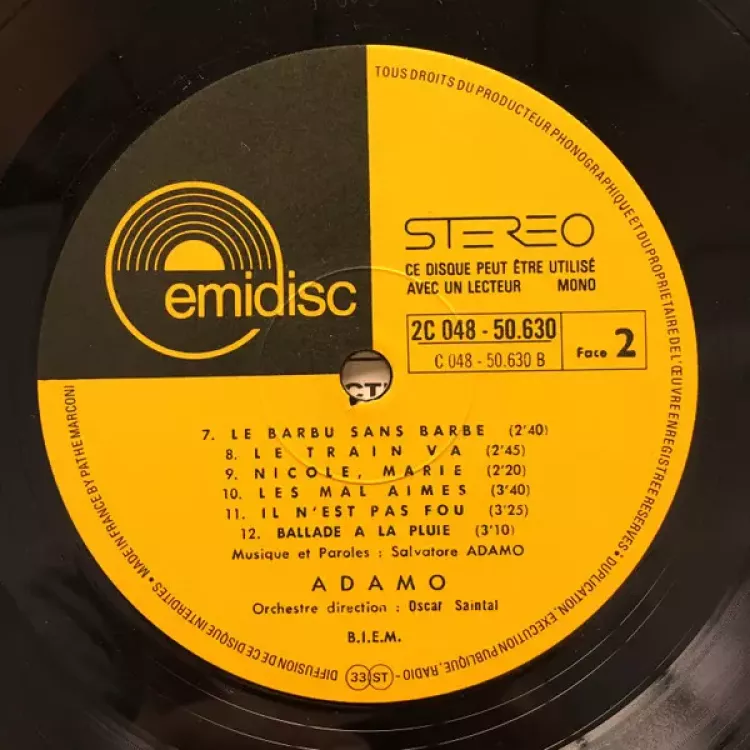 TOUS DROITS DU PRODUCTEUR PHONOGRAPHIQUE ET DU PROPRIETAIRE DE L'ŒUVRE ENREGISTREE RESERVES • DUPLICATION, EXECUTION PUBLIQUE, RADIO-DIFFUSION DE CE DISQUE INTERDITES • MADE IN FRANCE BY PATHE MARCONI
emidisc
STEREO
CE DISQUE PEUT ÊTRE UTILISÉ
AVEC UN LECTEUR MONO
2C 048 - 50.630
C 048 - 50.630 B
Face 2
CT
7. LE BARBU SANS BARBE (2'40)
8. LE TRAIN VA (2'45)
9. NICOLE, MARIE (2'20)
10. LES MAL AIMES (3'40)
11. IL N'EST PAS FOU (3'25)
12. BALLADE A LA PLUIE (3'10)
Musique et Paroles : Salvatore ADAMO
ADAMO
Orchestre direction : Oscar Saintal
B.I.E.M.
33 ST